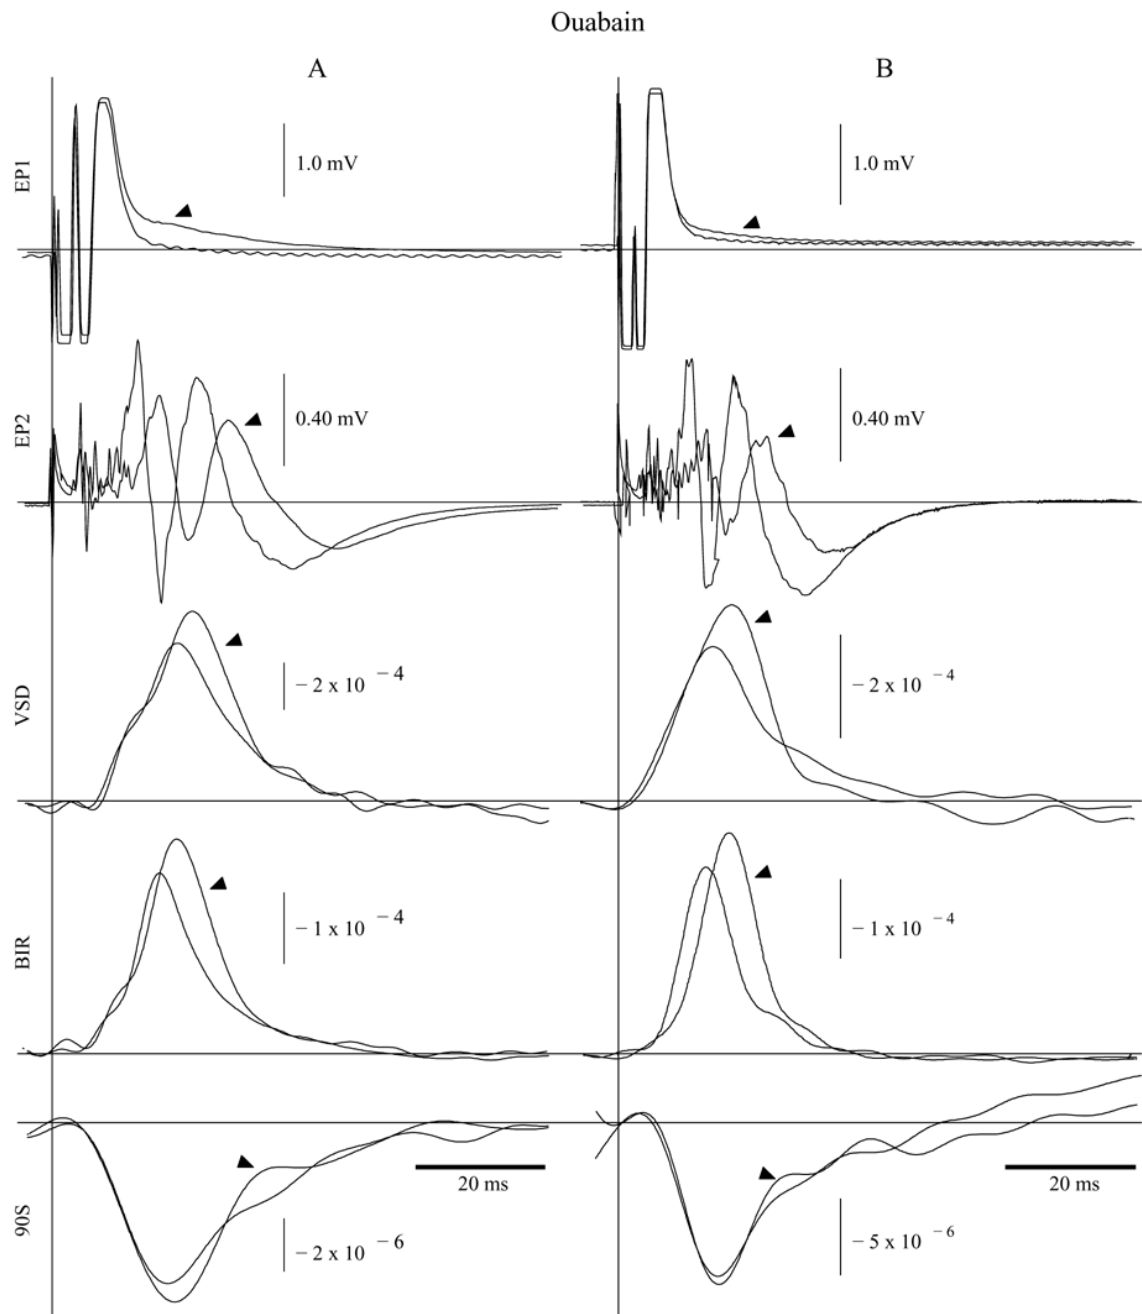 Ouabain
A B
EP1
1.0 mV 1.0 mV
EP2
0.40 mV 0.40 mV
VSD
− 2 x 10 − 4 − 2 x 10 − 4
BIR
− 1 x 10 − 4 − 1 x 10 − 4
90S
20 ms 20 ms
− 2 x 10 − 6 − 5 x 10 − 6